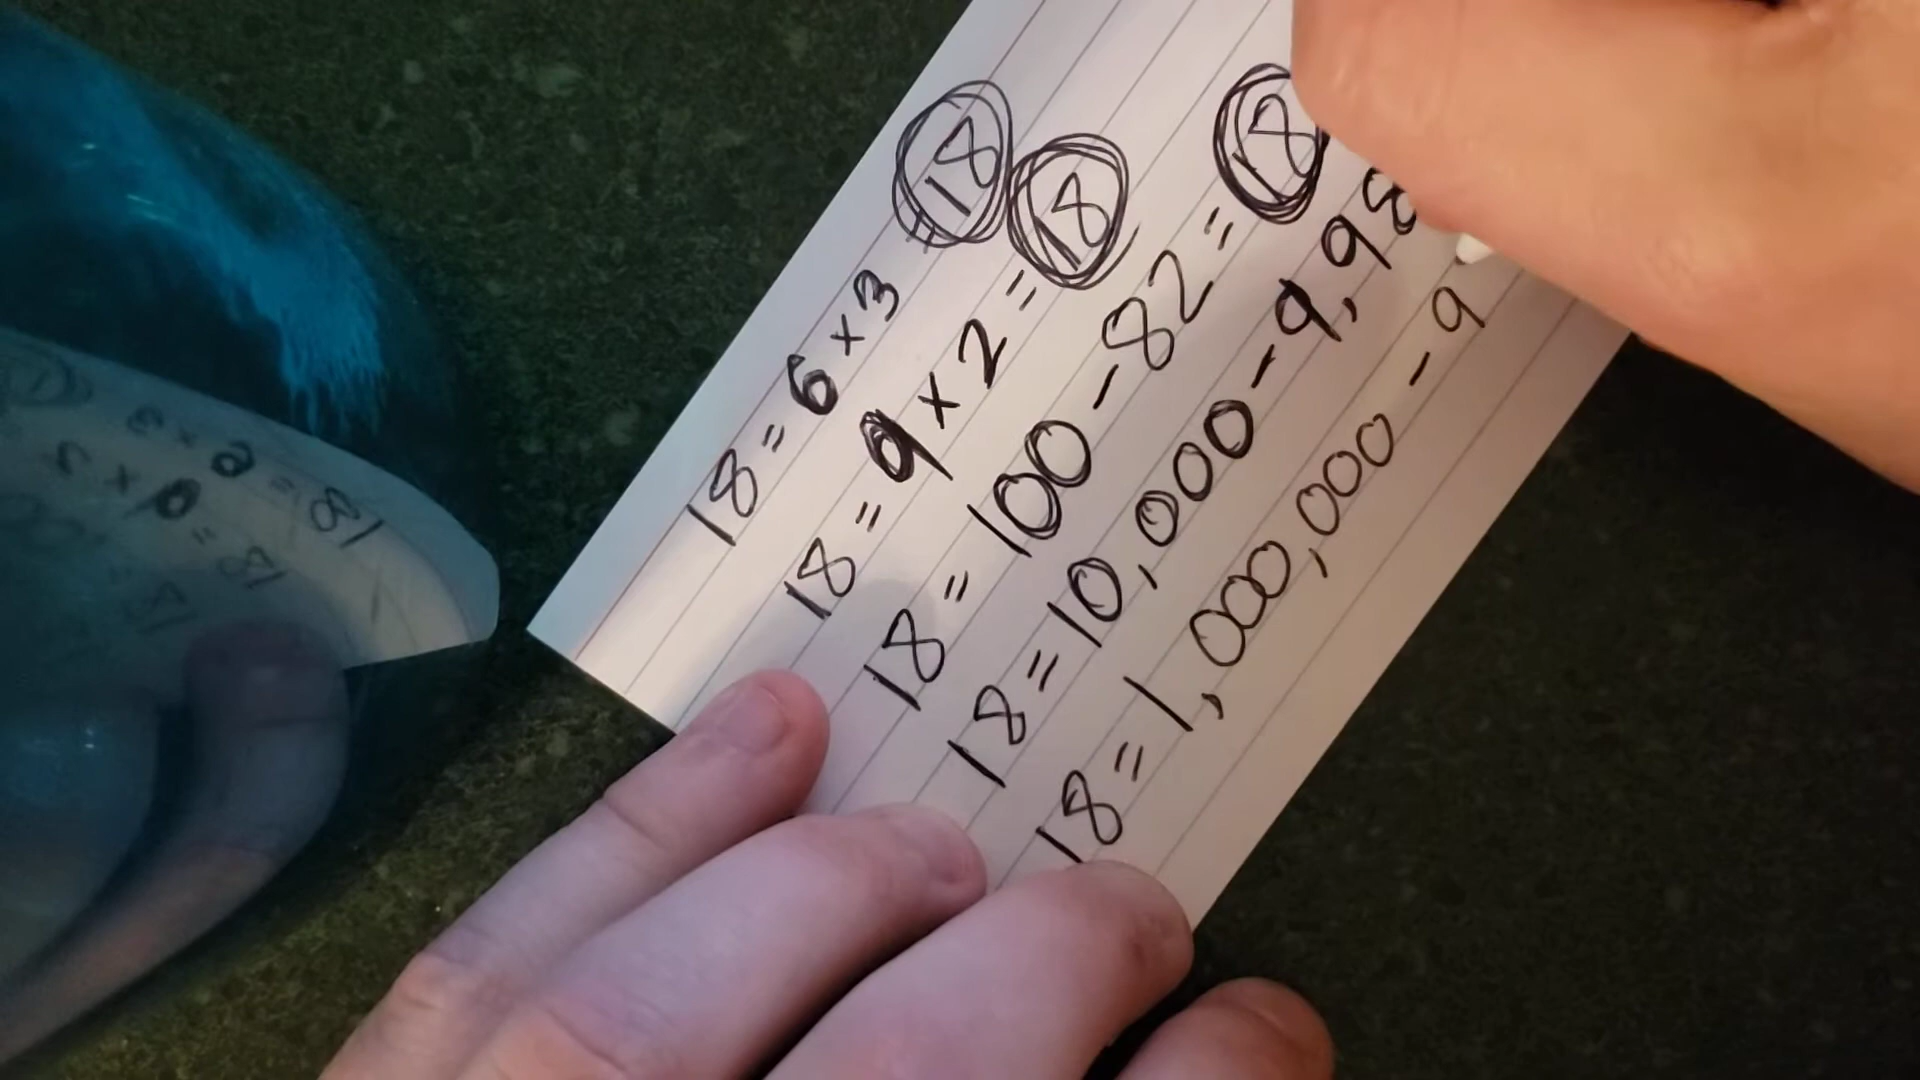 18 = 6 x 3 = 18
18 = 9 x 2 = 18
18 = 100 - 82 = 18
18 = 10,000 - 9,98
18 = 1,000,000 - 9